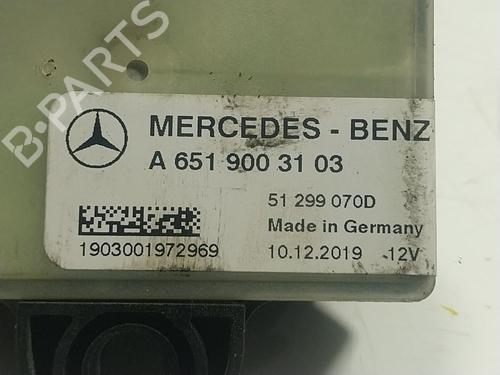 B-PARTS
MERCEDES - BENZ
A 651 900 31 03
51 299 070D
Made in Germany
1903001972969
10.12.2019
12V